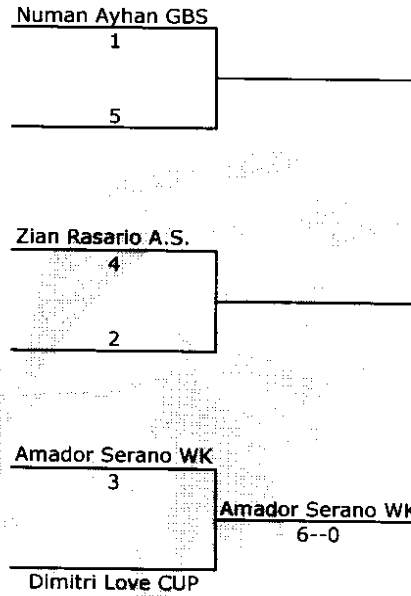 Numan Ayhan GBS
1
5
Zian Rasario A.S.
4
2
Amador Serano WK
3
Amador Serano WK
6--0
Dimitri Love CUP